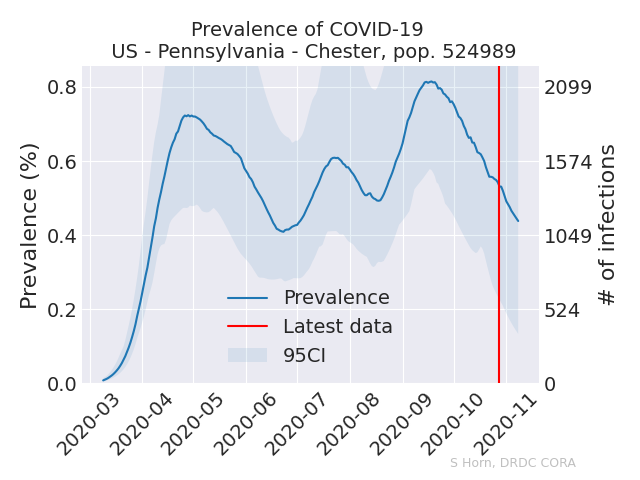 Prevalence of COVID-19
US - Pennsylvania - Chester, pop. 524989
Prevalence (%)
0.8
0.6
0.4
0.2
0.0
2099
1574
1049
524
0
# of infections
Prevalence
Latest data
95CI
2020-03
2020-04
2020-05
2020-06
2020-07
2020-08
2020-09
2020-10
2020-11
S Horn, DRDC CORA